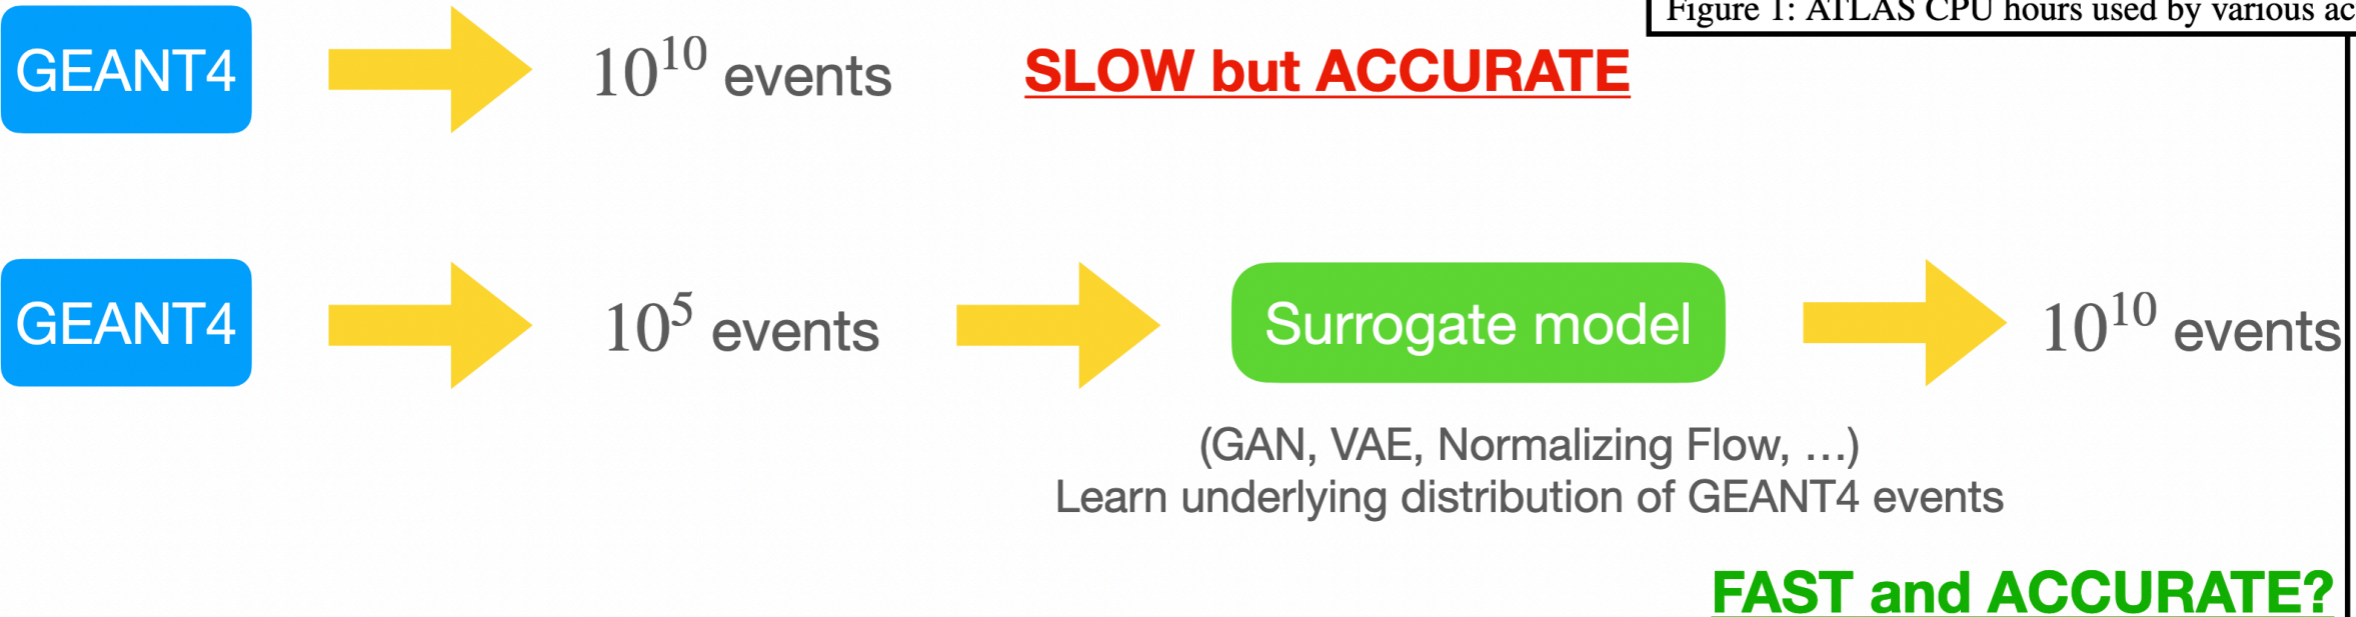 Figure 1: ATLAS CPU hours used by various ac
GEANT4 10^10 events SLOW but ACCURATE
GEANT4 10^5 events Surrogate model 10^10 events
(GAN, VAE, Normalizing Flow, …)
Learn underlying distribution of GEANT4 events
FAST and ACCURATE?